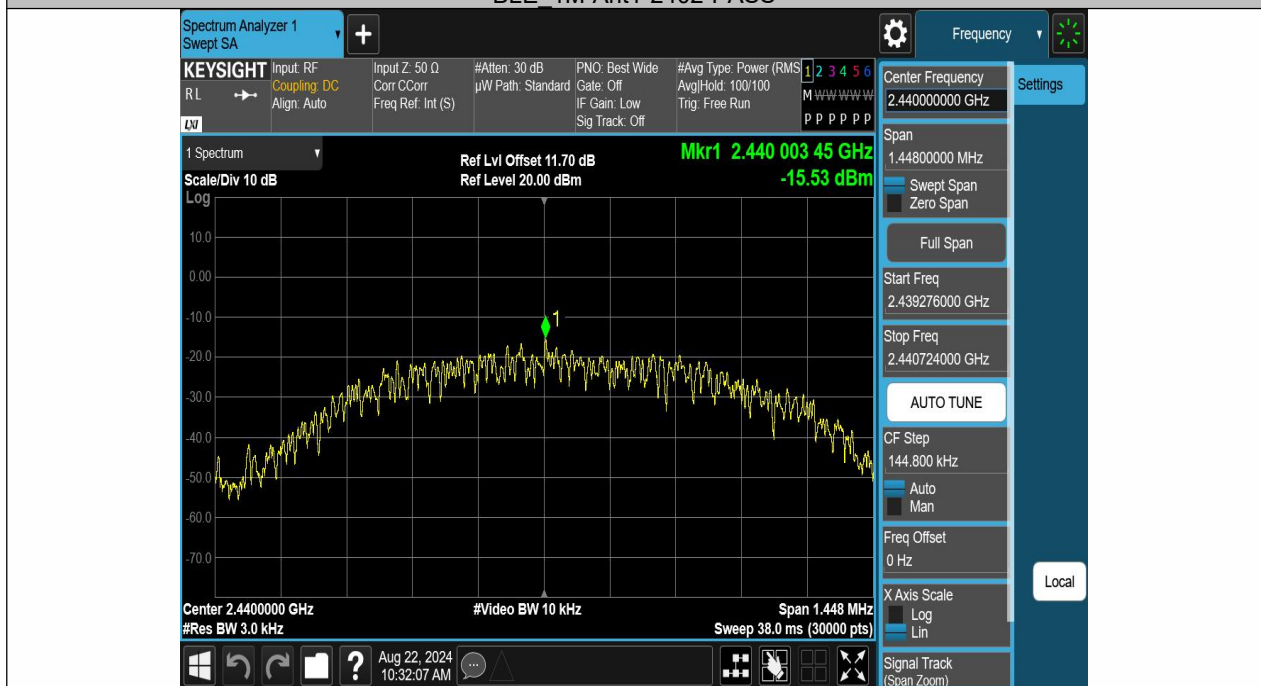 Spectrum Analyzer 1
Swept SA
Frequency
KEYSIGHT
RL
LXI
Input: RF
Coupling: DC
Align: Auto
Input Z: 50 Ω
Corr CCorr
Freq Ref: Int (S)
#Atten: 30 dB
µW Path: Standard
PNO: Best Wide
Gate: Off
IF Gain: Low
Sig Track: Off
#Avg Type: Power (RMS
Avg|Hold: 100/100
Trig: Free Run
1 2 3 4 5 6
M W W W W W
P P P P P P
1 Spectrum
Scale/Div 10 dB
Log
Ref Lvl Offset 11.70 dB
Ref Level 20.00 dBm
Mkr1 2.440 003 45 GHz
-15.53 dBm
10.0
0.00
-10.0
-20.0
-30.0
-40.0
-50.0
-60.0
-70.0
1
Center 2.4400000 GHz
#Res BW 3.0 kHz
#Video BW 10 kHz
Span 1.448 MHz
Sweep 38.0 ms (30000 pts)
Center Frequency
2.440000000 GHz
Settings
Span
1.44800000 MHz
Swept Span
Zero Span
Full Span
Start Freq
2.439276000 GHz
Stop Freq
2.440724000 GHz
AUTO TUNE
CF Step
144.800 kHz
Auto
Man
Freq Offset
0 Hz
Local
X Axis Scale
Log
Lin
Signal Track
(Span Zoom)
?
Aug 22, 2024
10:32:07 AM